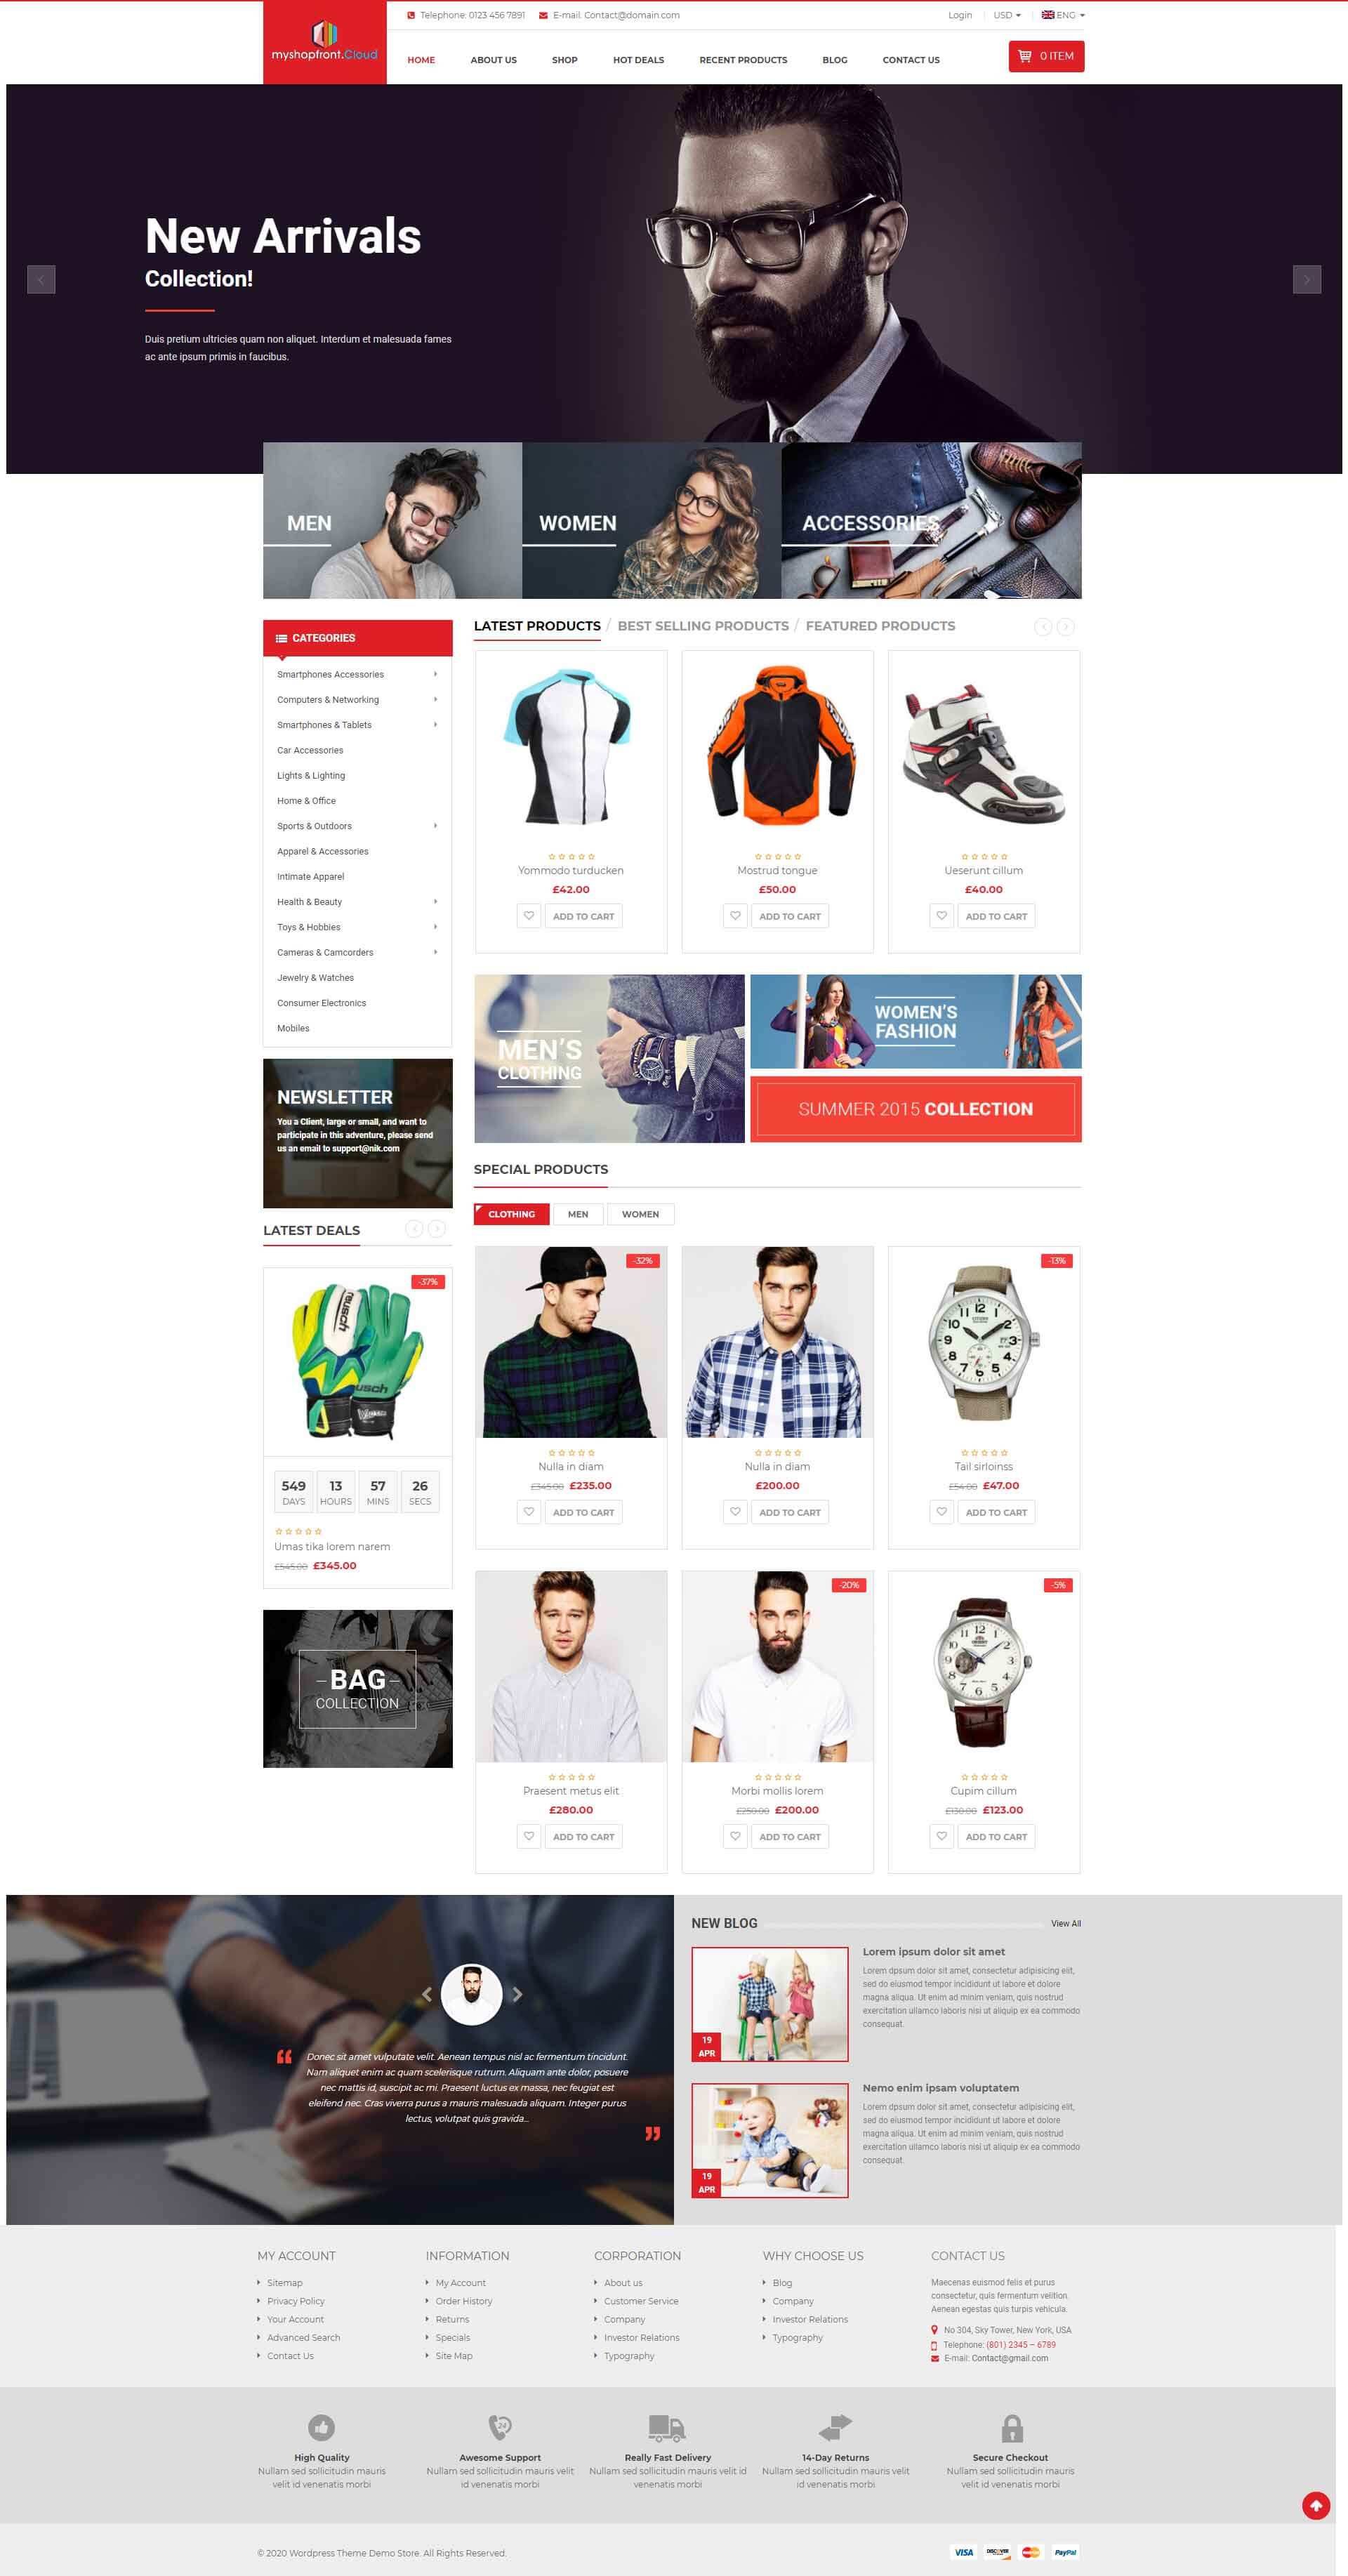 Telephone: 0123 456 7891 E-mail: Contact@domain.com Login USD ENG
myshopfront.Cloud
HOME ABOUT US SHOP HOT DEALS RECENT PRODUCTS BLOG CONTACT US 0 ITEM
New Arrivals
Collection!
Duis pretium ultricies quam non aliquet. Interdum et malesuada fames
ac ante ipsum primis in faucibus.
MEN WOMEN ACCESSORIES
CATEGORIES
Smartphones Accessories
Computers & Networking
Smartphones & Tablets
Car Accessories
Lights & Lighting
Home & Office
Sports & Outdoors
Apparel & Accessories
Intimate Apparel
Health & Beauty
Toys & Hobbies
Cameras & Camcorders
Jewelry & Watches
Consumer Electronics
Mobiles
NEWSLETTER
You a Client, large or small, and want to
participate in this adventure, please send
us an email to support@nik.com
LATEST DEALS
-37%
reusch
549 13 57 26
DAYS HOURS MINS SECS
Umas tika lorem narem
£545.00 £345.00
BAG
COLLECTION
LATEST PRODUCTS / BEST SELLING PRODUCTS / FEATURED PRODUCTS
Yommodo turducken Mostrud tongue Ueserunt cillum
£42.00 £50.00 £40.00
ADD TO CART ADD TO CART ADD TO CART
MEN'S
CLOTHING
WOMEN'S
FASHION
SUMMER 2015 COLLECTION
SPECIAL PRODUCTS
CLOTHING MEN WOMEN
-32% -13%
CITIZEN
Nulla in diam Nulla in diam Tail sirloinss
£345.00 £235.00 £200.00 £54.00 £47.00
ADD TO CART ADD TO CART ADD TO CART
-20% -5%
ORIENT
Praesent metus elit Morbi mollis lorem Cupim cillum
£280.00 £250.00 £200.00 £130.00 £123.00
ADD TO CART ADD TO CART ADD TO CART
Donec sit amet vulputate velit. Aenean tempus nisl ac fermentum tincidunt.
Nam aliquet enim ac quam scelerisque rutrum. Aliquam ante dolor, posuere
nec mattis id, suscipit ac mi. Praesent luctus ex massa, nec feugiat est
eleifend nec. Cras viverra purus a mauris malesuada aliquam. Integer purus
lectus, volutpat quis gravida...
NEW BLOG View All
Lorem ipsum dolor sit amet
Lorem dpsum dolor sit amet, consectetur adipisicing elit,
sed do eiusmod tempor incididunt ut labore et dolore
magna aliqua. Ut enim ad minim veniam, quis nostrud
exercitation ullamco laboris nisi ut aliquip ex ea commodo
consequat.
19
APR
Nemo enim ipsam voluptatem
Lorem dpsum dolor sit amet, consectetur adipisicing elit,
sed do eiusmod tempor incididunt ut labore et dolore
magna aliqua. Ut enim ad minim veniam, quis nostrud
exercitation ullamco laboris nisi ut aliquip ex ea commodo
consequat.
19
APR
MY ACCOUNT
Sitemap
Privacy Policy
Your Account
Advanced Search
Contact Us
INFORMATION
My Account
Order History
Returns
Specials
Site Map
CORPORATION
About us
Customer Service
Company
Investor Relations
Typography
WHY CHOOSE US
Blog
Company
Investor Relations
Typography
CONTACT US
Maecenas euismod felis et purus
consectetur, quis fermentum velition.
Aenean egestas quis turpis vehicula.
No 304, Sky Tower, New York, USA
Telephone: (801) 2345 – 6789
E-mail: Contact@gmail.com
24
High Quality
Nullam sed sollicitudin mauris
velit id venenatis morbi
Awesome Support
Nullam sed sollicitudin mauris velit
id venenatis morbi
Really Fast Delivery
Nullam sed sollicitudin mauris velit id
venenatis morbi
14-Day Returns
Nullam sed sollicitudin mauris velit
id venenatis morbi
Secure Checkout
Nullam sed sollicitudin mauris
velit id venenatis morbi
© 2020 Wordpress Theme Demo Store. All Rights Reserved.
VISA DISCOVER PayPal